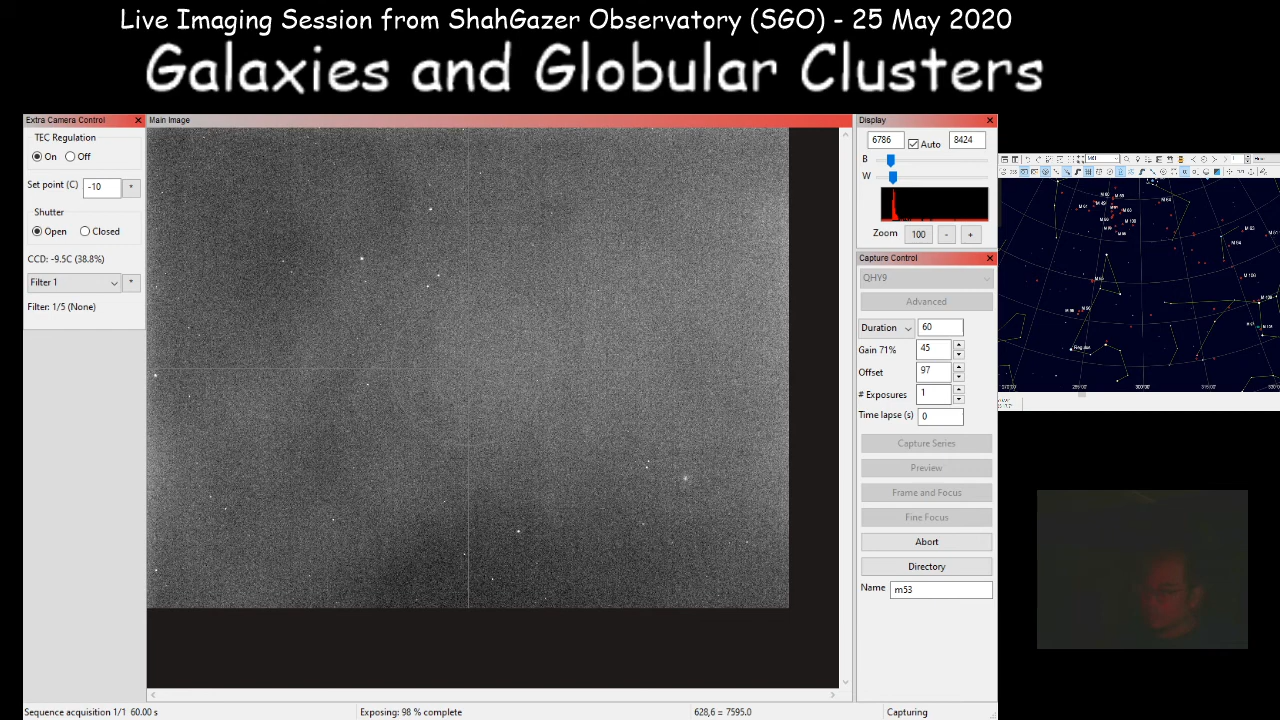 Live Imaging Session from ShahGazer Observatory (SGO) - 25 May 2020
Galaxies and Globular Clusters
Extra Camera Control
TEC Regulation
On Off
Set point (C) -10
Shutter
Open Closed
CCD: -9.5C (38.8%)
Filter 1
Filter: 1/5 (None)
Main Image
Display
6786 Auto 8424
B
W
Zoom 100 - +
Capture Control
QHY9
Advanced
Duration 60
Gain 71% 45
Offset 97
# Exposures 1
Time lapse (s) 0
Capture Series
Preview
Frame and Focus
Fine Focus
Abort
Directory
Name m53
Regulus
Sequence acquisition 1/1 60.00 s
Exposing: 98 % complete
628,6 = 7595.0
Capturing